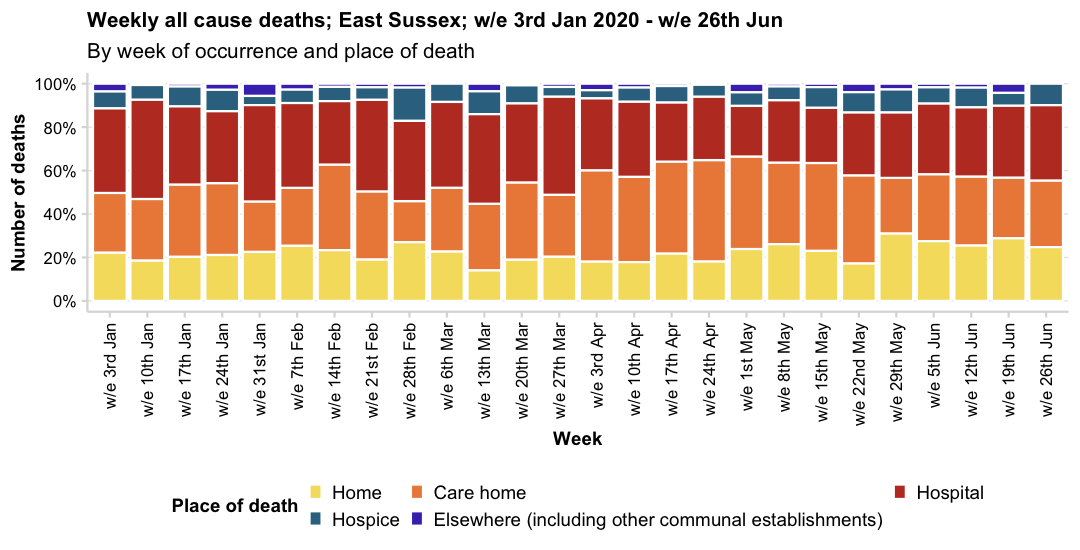 Weekly all cause deaths; East Sussex; w/e 3rd Jan 2020 - w/e 26th Jun
By week of occurrence and place of death
Number of deaths
100%
80%
60%
40%
20%
0%
w/e 3rd Jan
w/e 10th Jan
w/e 17th Jan
w/e 24th Jan
w/e 31st Jan
w/e 7th Feb
w/e 14th Feb
w/e 21st Feb
w/e 28th Feb
w/e 6th Mar
w/e 13th Mar
w/e 20th Mar
w/e 27th Mar
w/e 3rd Apr
w/e 10th Apr
w/e 17th Apr
w/e 24th Apr
w/e 1st May
w/e 8th May
w/e 15th May
w/e 22nd May
w/e 29th May
w/e 5th Jun
w/e 12th Jun
w/e 19th Jun
w/e 26th Jun
Week
Place of death
Home
Care home
Hospital
Hospice
Elsewhere (including other communal establishments)